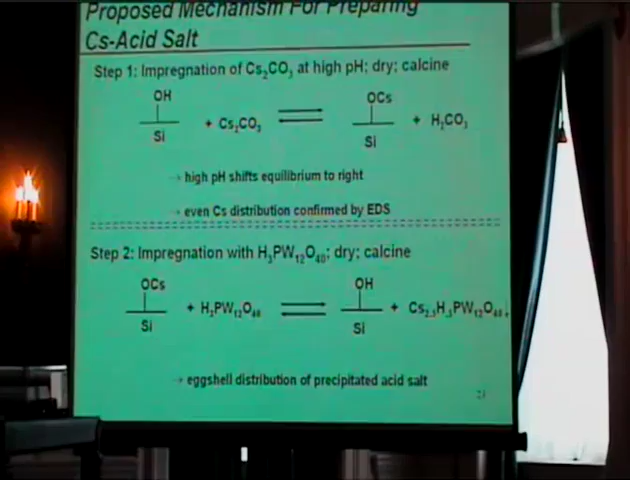 Proposed Mechanism For Preparing
Cs-Acid Salt
Step 1: Impregnation of Cs₂CO₃ at high pH; dry; calcine
OH OCs
+ Cs₂CO₃ + H₂CO₃
Si Si
→ high pH shifts equilibrium to right
→ even Cs distribution confirmed by EDS
Step 2: Impregnation with H₃PW₁₂O₄₀; dry; calcine
OCs OH
+ H₃PW₁₂O₄₀ + Cs₂.₅H.₅PW₁₂O₄₀↓
Si Si
→ eggshell distribution of precipitated acid salt